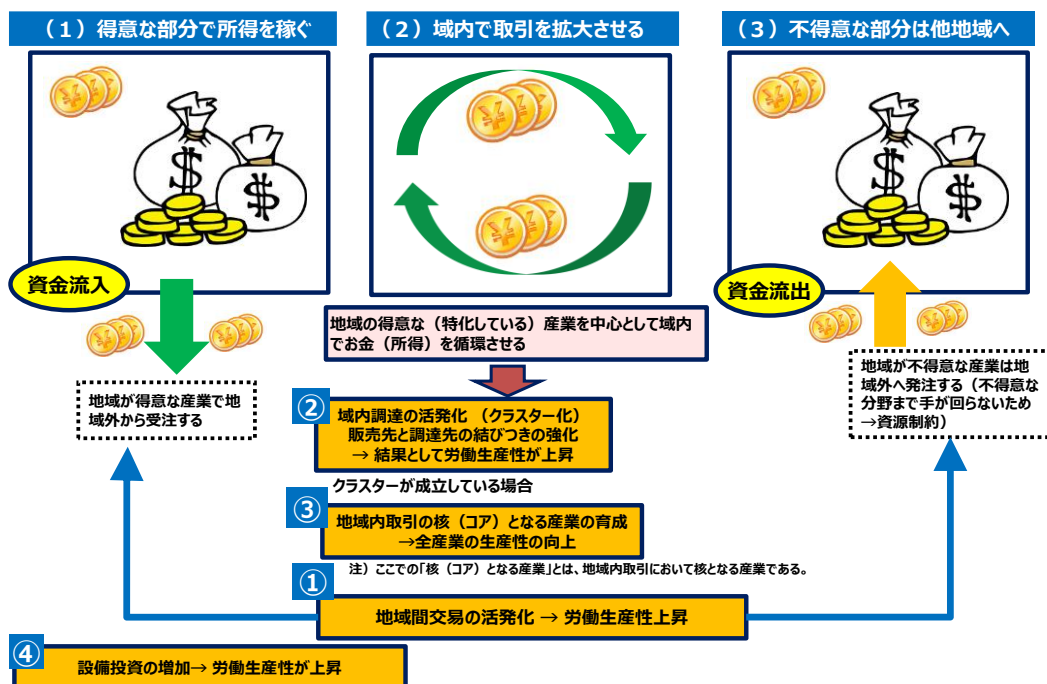 （１）得意な部分で所得を稼ぐ
（２）域内で取引を拡大させる
（３）不得意な部分は他地域へ
¥
$
$
¥
¥
¥
$
$
資金流入
資金流出
¥
¥
¥
¥
地域の得意な（特化している）産業を中心として域内
でお金（所得）を循環させる
地域が得意な産業で地
域外から受注する
地域が不得意な産業は地
域外へ発注する（不得意な
分野まで手が回らないため
→資源制約）
②
域内調達の活発化 （クラスター化）
販売先と調達先の結びつきの強化
→ 結果として労働生産性が上昇
クラスターが成立している場合
③
地域内取引の核（コア）となる産業の育成
→全産業の生産性の向上
注）ここでの「核（コア）となる産業」とは、地域内取引において核となる産業である。
①
地域間交易の活発化 → 労働生産性上昇
④
設備投資の増加→ 労働生産性が上昇